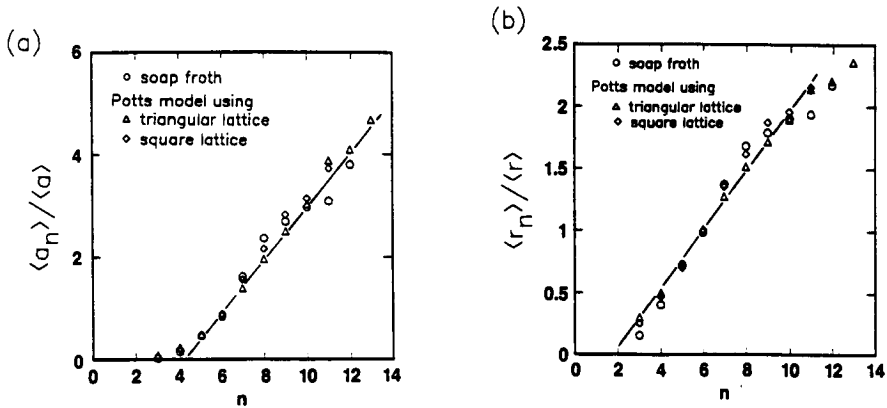 (a)
6
4
2
0
⟨aₙ⟩/⟨a⟩
○ soap froth
Potts model using
△ triangular lattice
◇ square lattice
0 2 4 6 8 10 12 14
n
(b)
2.5
2
1.5
1
0.5
0
⟨rₙ⟩/⟨r⟩
○ soap froth
Potts model using
△ triangular lattice
◇ square lattice
0 2 4 6 8 10 12 14
n